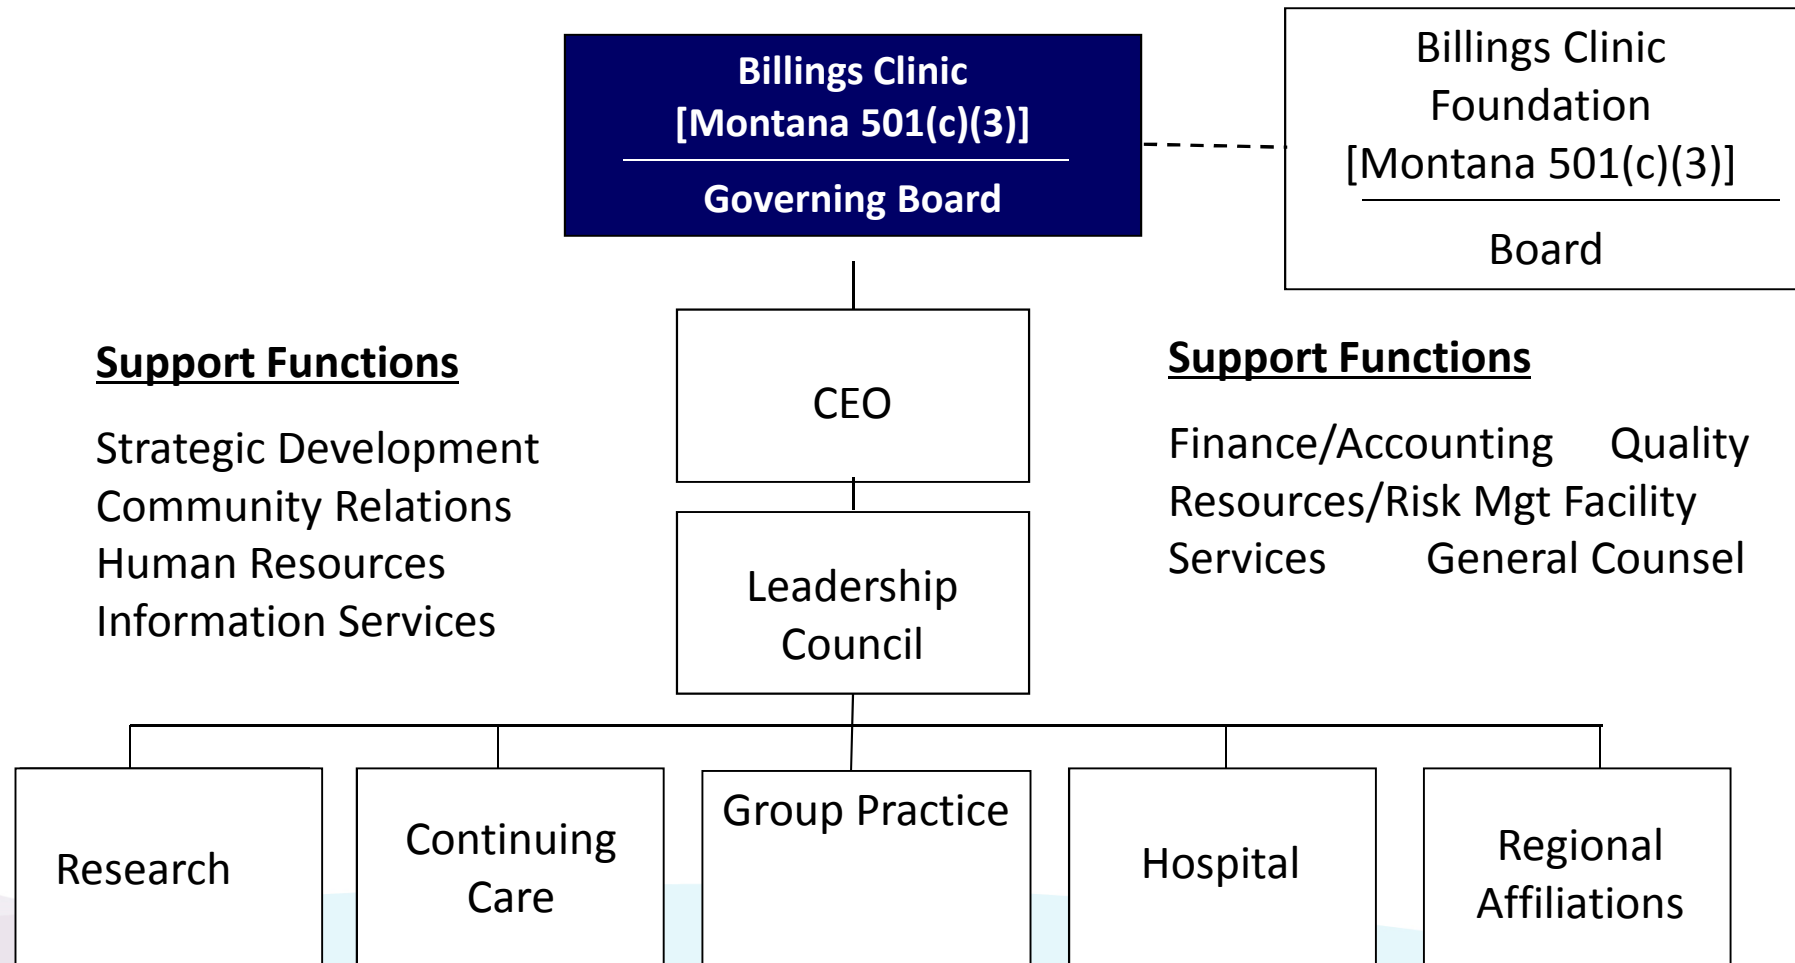 Billings Clinic
[Montana 501(c)(3)]
Governing Board
Billings Clinic
Foundation
[Montana 501(c)(3)]
Board
CEO
Support Functions
Strategic Development
Community Relations
Human Resources
Information Services
Support Functions
Finance/Accounting Quality
Resources/Risk Mgt Facility
Services General Counsel
Leadership
Council
Research
Continuing
Care
Group Practice
Hospital
Regional
Affiliations